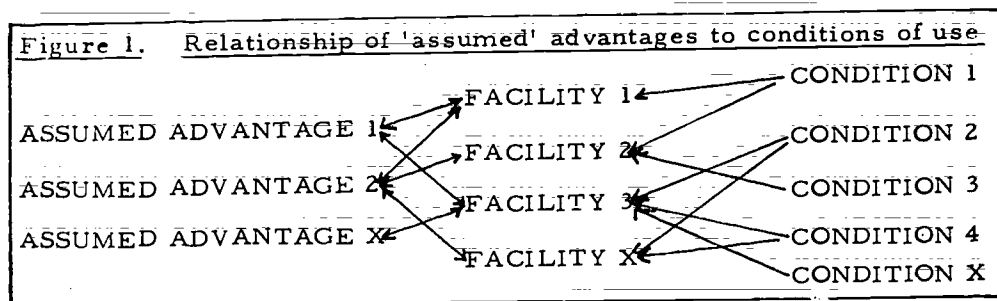 Figure 1. Relationship of 'assumed' advantages to conditions of use
CONDITION 1
FACILITY 1
ASSUMED ADVANTAGE 1
CONDITION 2
FACILITY 2
ASSUMED ADVANTAGE 2
CONDITION 3
FACILITY 3
ASSUMED ADVANTAGE X
CONDITION 4
FACILITY X
CONDITION X